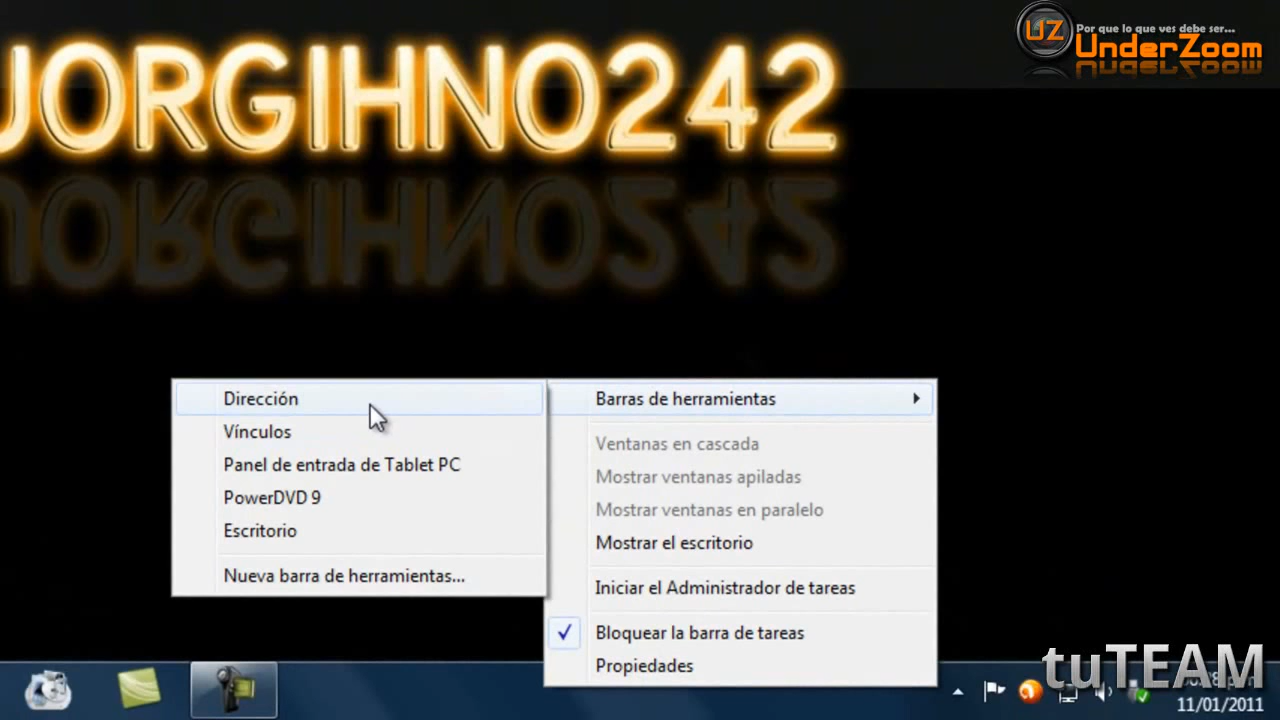 UZ
Por que lo que ves debe ser...
UnderZoom
JORGIHNO242
Dirección
Vínculos
Panel de entrada de Tablet PC
PowerDVD 9
Escritorio
Nueva barra de herramientas...
Barras de herramientas
Ventanas en cascada
Mostrar ventanas apiladas
Mostrar ventanas en paralelo
Mostrar el escritorio
Iniciar el Administrador de tareas
Bloquear la barra de tareas
Propiedades
tuTEAM
11/01/2011